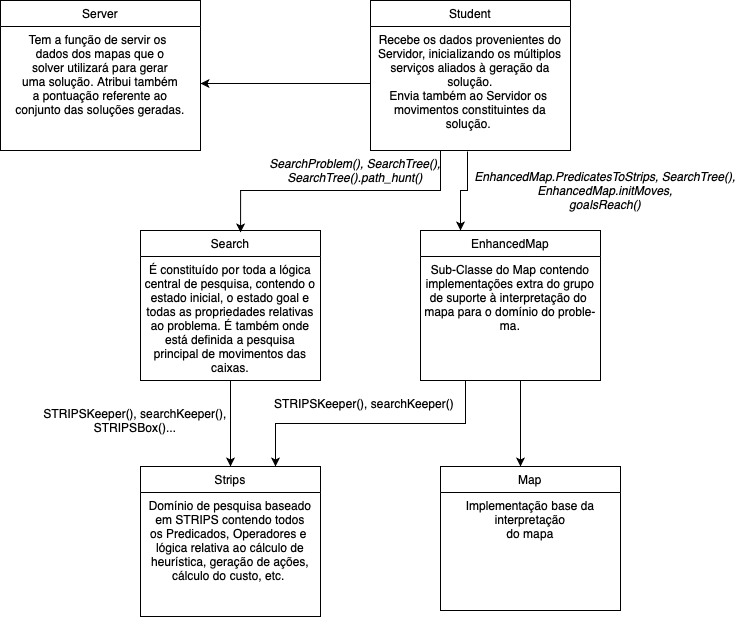 Server
Tem a função de servir os
dados dos mapas que o
solver utilizará para gerar
uma solução. Atribui também
a pontuação referente ao
conjunto das soluções geradas.
Student
Recebe os dados provenientes do
Servidor, inicializando os múltiplos
serviços aliados à geração da
solução.
Envia também ao Servidor os
movimentos constituintes da
solução.
SearchProblem(), SearchTree(),
SearchTree().path_hunt()
EnhancedMap.PredicatesToStrips, SearchTree(),
EnhancedMap.initMoves,
goalsReach()
Search
É constituído por toda a lógica
central de pesquisa, contendo o
estado inicial, o estado goal e
todas as propriedades relativas
ao problema. É também onde
está definida a pesquisa
principal de movimentos das
caixas.
EnhancedMap
Sub-Classe do Map contendo
implementações extra do grupo
de suporte à interpretação do
mapa para o domínio do proble-
ma.
STRIPSKeeper(), searchKeeper(),
STRIPSBox()...
STRIPSKeeper(), searchKeeper()
Strips
Domínio de pesquisa baseado
em STRIPS contendo todos
os Predicados, Operadores e
lógica relativa ao cálculo de
heurística, geração de ações,
cálculo do custo, etc.
Map
Implementação base da
interpretação
do mapa